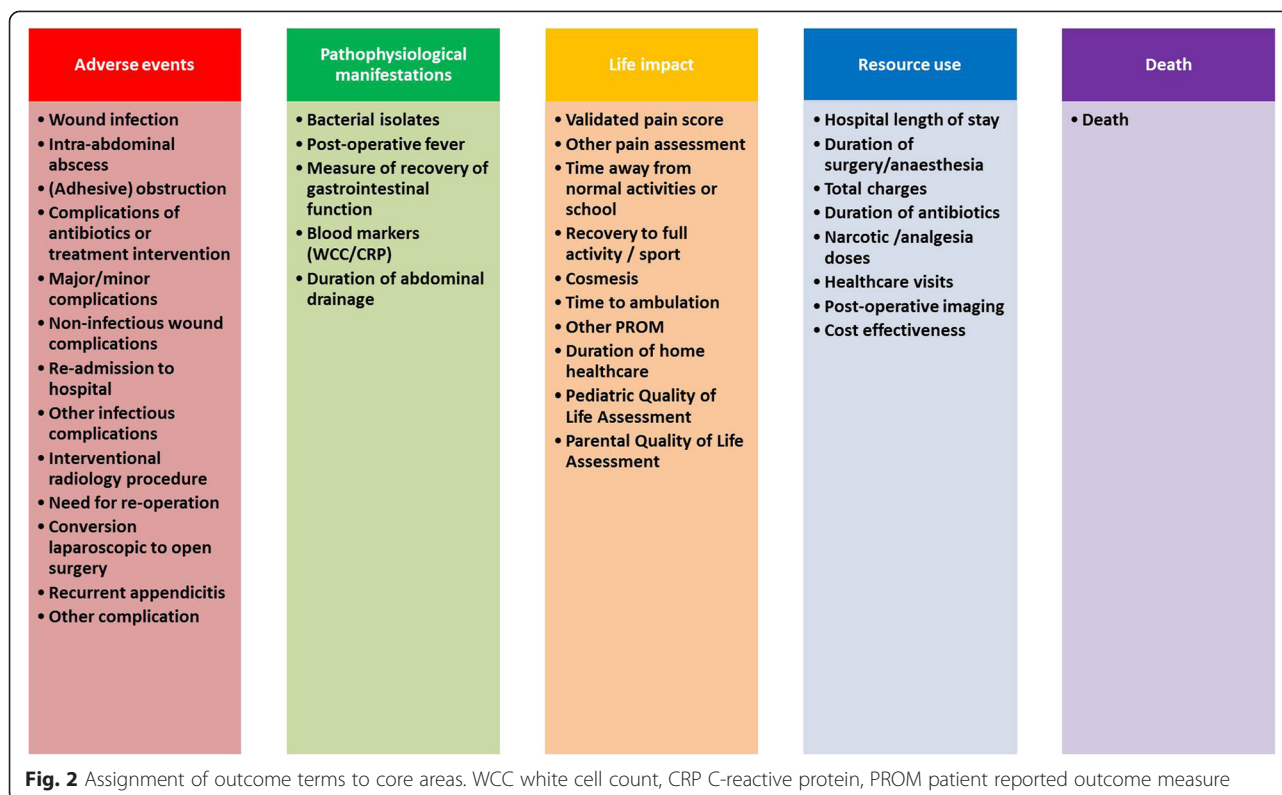 Adverse events
• Wound infection
• Intra-abdominal
abscess
• (Adhesive) obstruction
• Complications of
antibiotics or
treatment intervention
• Major/minor
complications
• Non-infectious wound
complications
• Re-admission to
hospital
• Other infectious
complications
• Interventional
radiology procedure
• Need for re-operation
• Conversion
laparoscopic to open
surgery
• Recurrent appendicitis
• Other complication
Pathophysiological
manifestations
• Bacterial isolates
• Post-operative fever
• Measure of recovery of
gastrointestinal
function
• Blood markers
(WCC/CRP)
• Duration of abdominal
drainage
Life impact
• Validated pain score
• Other pain assessment
• Time away from
normal activities or
school
• Recovery to full
activity / sport
• Cosmesis
• Time to ambulation
• Other PROM
• Duration of home
healthcare
• Pediatric Quality of
Life Assessment
• Parental Quality of Life
Assessment
Resource use
• Hospital length of stay
• Duration of
surgery/anaesthesia
• Total charges
• Duration of antibiotics
• Narcotic /analgesia
doses
• Healthcare visits
• Post-operative imaging
• Cost effectiveness
Death
• Death
Fig. 2 Assignment of outcome terms to core areas. WCC white cell count, CRP C-reactive protein, PROM patient reported outcome measure